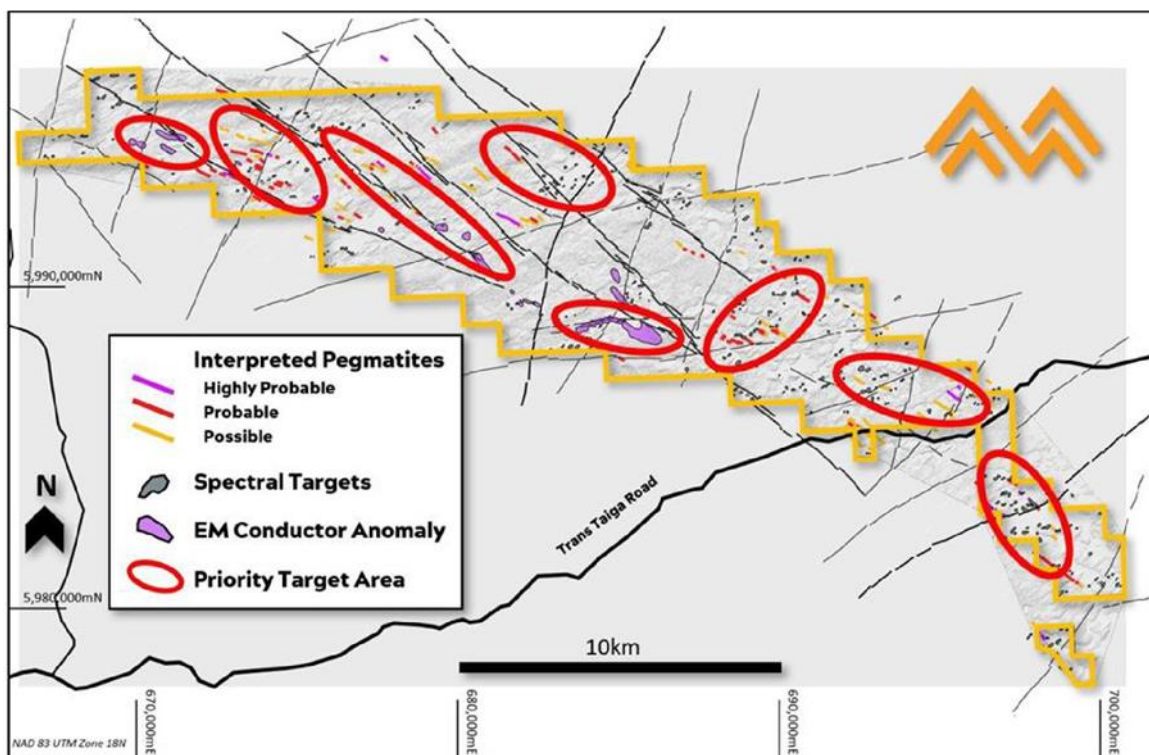 5,990,000mN
Interpreted Pegmatites
Highly Probable
Probable
Possible
Spectral Targets
EM Conductor Anomaly
Priority Target Area
N
Trans Taiga Road
5,980,000mN
10km
670,000mE
680,000mE
690,000mE
700,000mE
NAD 83 UTM Zone 18N